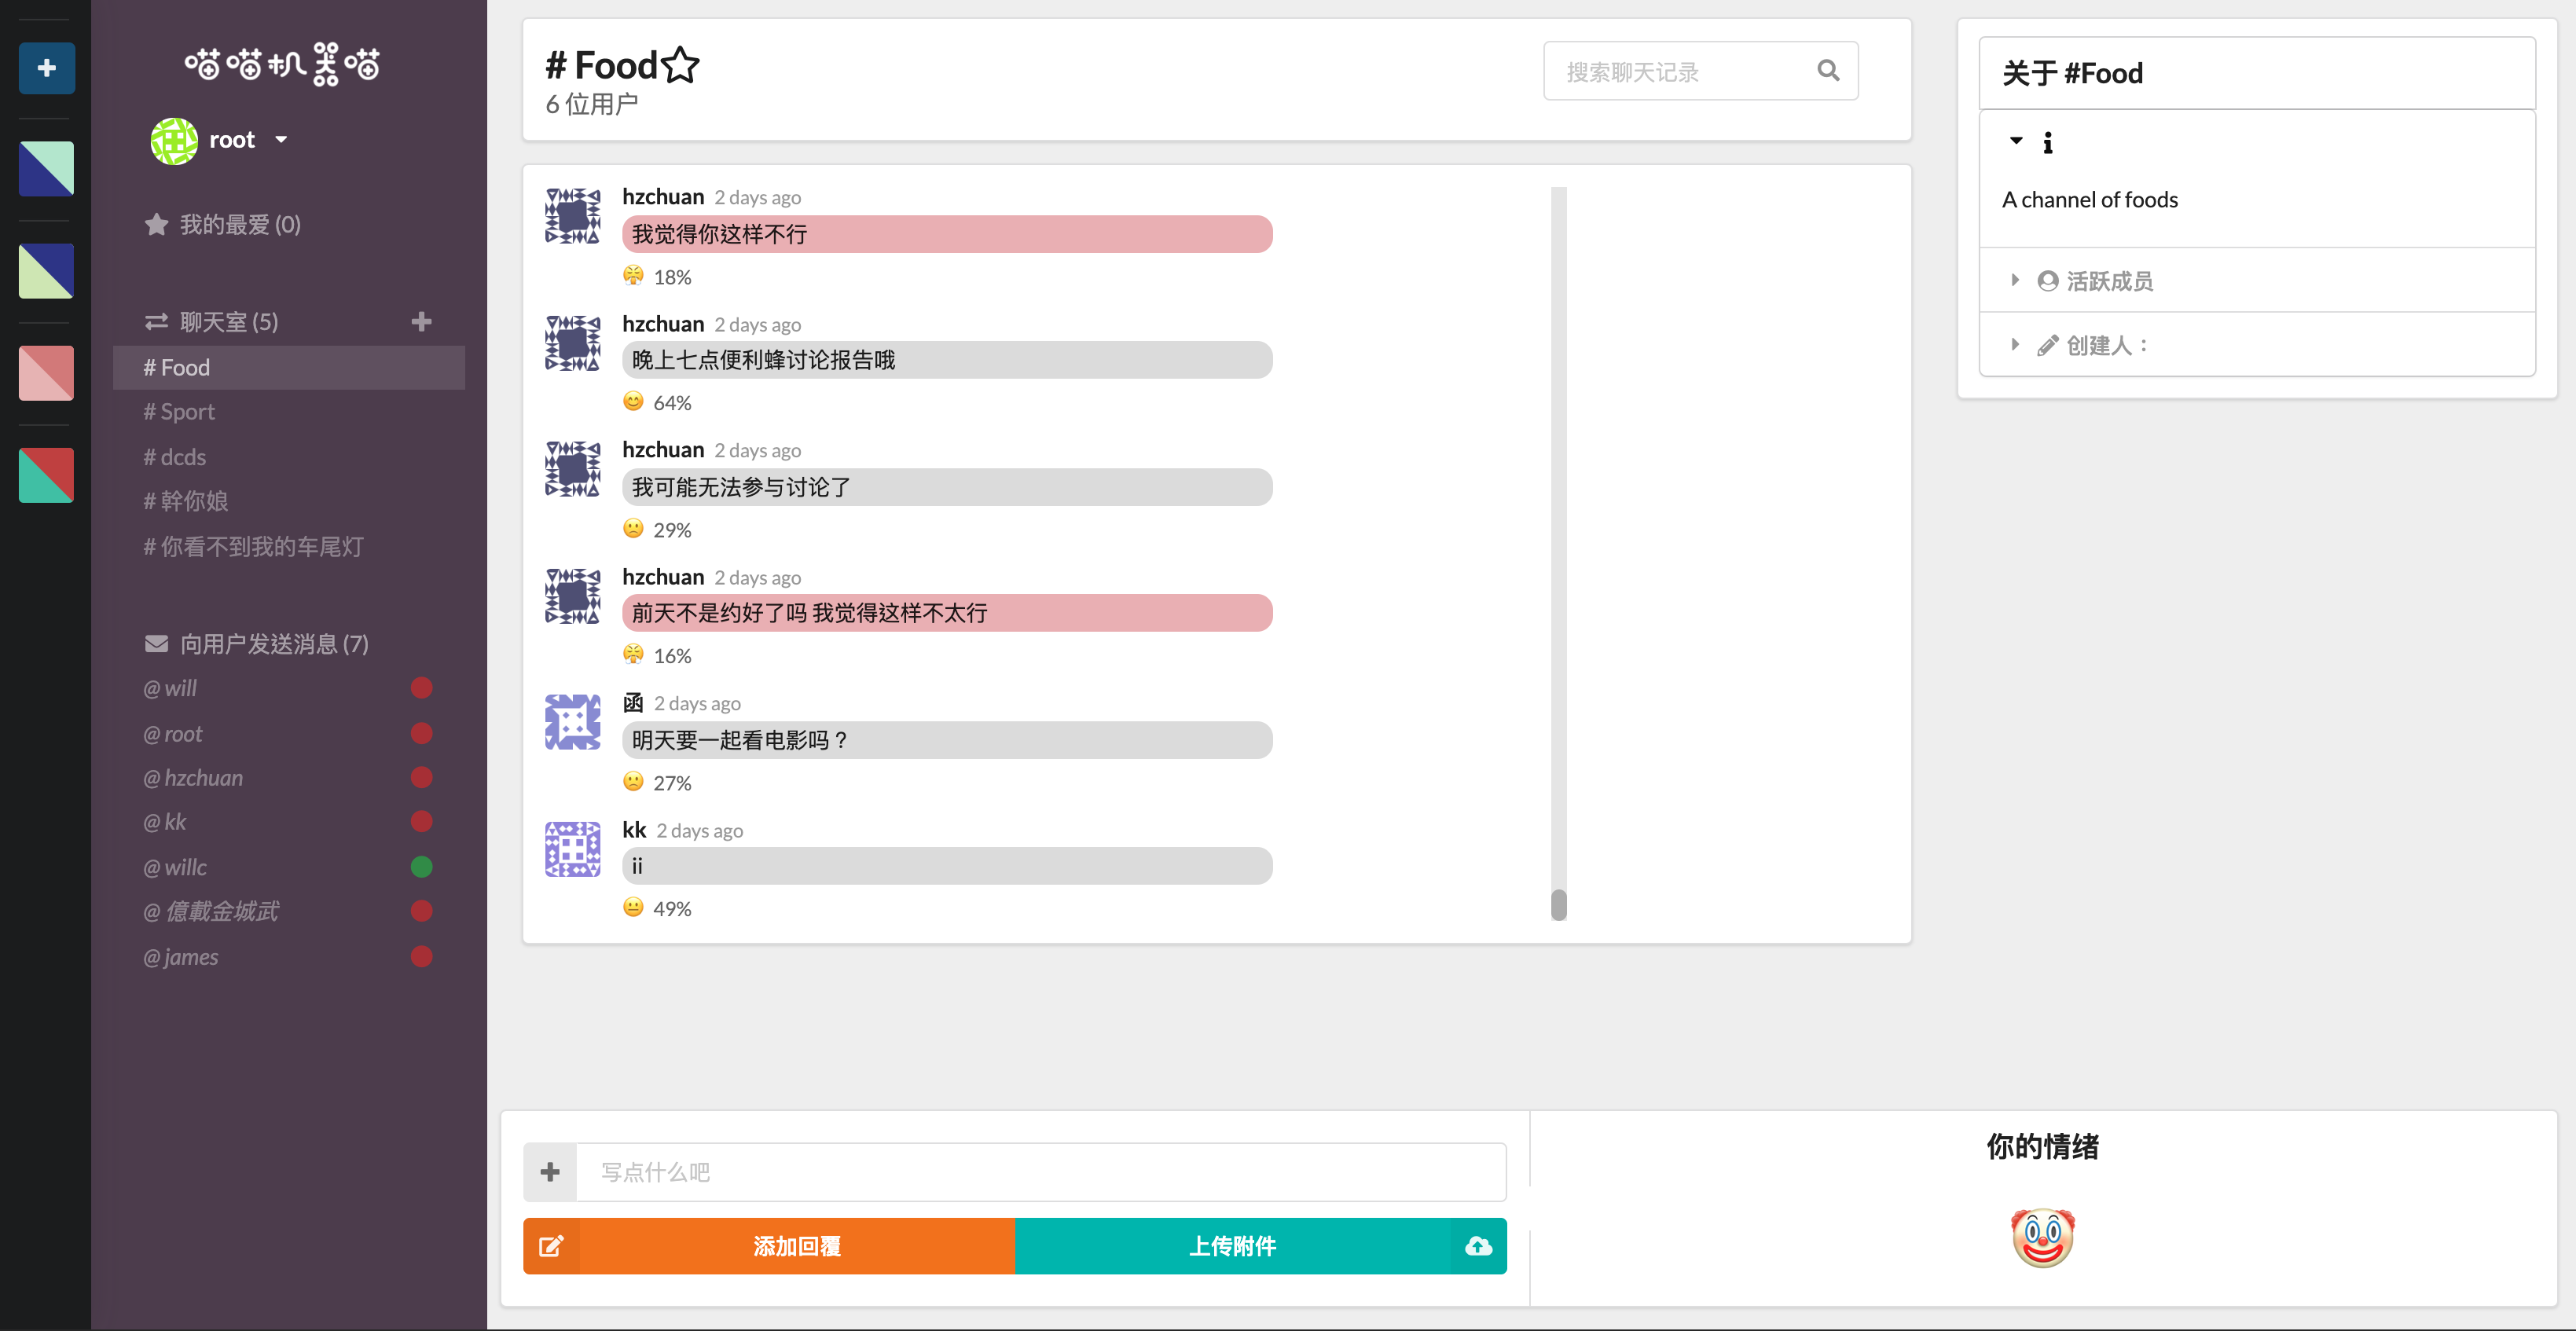 喵喵机器喵
root
我的最爱 (0)
聊天室 (5)
# Food
# Sport
# dcds
# 幹你娘
# 你看不到我的车尾灯
向用户发送消息 (7)
@ will
@ root
@ hzchuan
@ kk
@ willc
@ 億載金城武
@ james
# Food
6 位用户
搜索聊天记录
hzchuan 2 days ago
我觉得你这样不行
18%
hzchuan 2 days ago
晚上七点便利蜂讨论报告哦
64%
hzchuan 2 days ago
我可能无法参与讨论了
29%
hzchuan 2 days ago
前天不是约好了吗 我觉得这样不太行
16%
函 2 days ago
明天要一起看电影吗？
27%
kk 2 days ago
ii
49%
关于 #Food
A channel of foods
活跃成员
创建人：
写点什么吧
添加回覆
上传附件
你的情绪